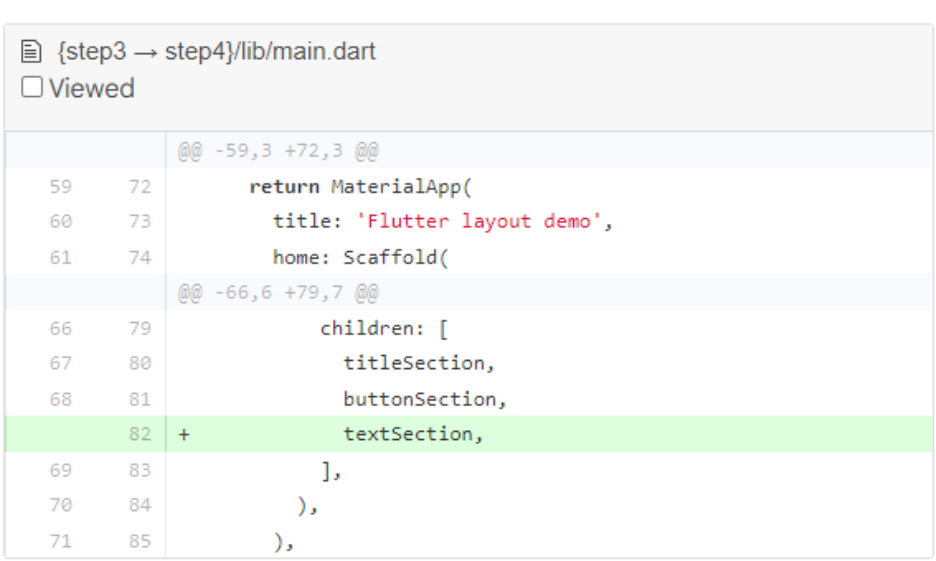 {step3 → step4}/lib/main.dart
Viewed
@@ -59,3 +72,3 @@
59 72 return MaterialApp(
60 73 title: 'Flutter layout demo',
61 74 home: Scaffold(
@@ -66,6 +79,7 @@
66 79 children: [
67 80 titleSection,
68 81 buttonSection,
82 + textSection,
69 83 ],
70 84 ),
71 85 ),